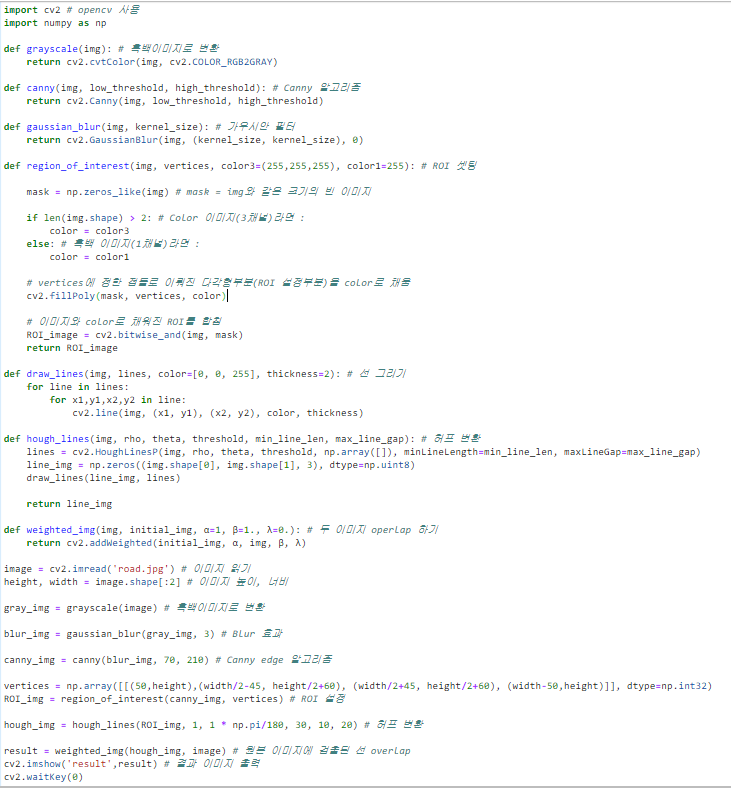 import cv2 # opencv 사용
import numpy as np
def grayscale(img): # 흑백이미지로 변환
    return cv2.cvtColor(img, cv2.COLOR_RGB2GRAY)
def canny(img, low_threshold, high_threshold): # Canny 알고리즘
    return cv2.Canny(img, low_threshold, high_threshold)
def gaussian_blur(img, kernel_size): # 가우시안 필터
    return cv2.GaussianBlur(img, (kernel_size, kernel_size), 0)
def region_of_interest(img, vertices, color3=(255,255,255), color1=255): # ROI 셋팅
    mask = np.zeros_like(img) # mask = img와 같은 크기의 빈 이미지
    if len(img.shape) > 2: # Color 이미지(3채널)라면 :
        color = color3
    else: # 흑백 이미지(1채널)라면 :
        color = color1
    # vertices에 정한 점들로 이뤄진 다각형부분(ROI 설정부분)을 color로 채움
    cv2.fillPoly(mask, vertices, color)
    # 이미지와 color로 채워진 ROI를 합침
    ROI_image = cv2.bitwise_and(img, mask)
    return ROI_image
def draw_lines(img, lines, color=[0, 0, 255], thickness=2): # 선 그리기
    for line in lines:
        for x1,y1,x2,y2 in line:
            cv2.line(img, (x1, y1), (x2, y2), color, thickness)
def hough_lines(img, rho, theta, threshold, min_line_len, max_line_gap): # 허프 변환
    lines = cv2.HoughLinesP(img, rho, theta, threshold, np.array([]), minLineLength=min_line_len, maxLineGap=max_line_gap)
    line_img = np.zeros((img.shape[0], img.shape[1], 3), dtype=np.uint8)
    draw_lines(line_img, lines)
    return line_img
def weighted_img(img, initial_img, α=1, β=1., λ=0.): # 두 이미지 operlap 하기
    return cv2.addWeighted(initial_img, α, img, β, λ)
image = cv2.imread('road.jpg') # 이미지 읽기
height, width = image.shape[:2] # 이미지 높이, 너비
gray_img = grayscale(image) # 흑백이미지로 변환
blur_img = gaussian_blur(gray_img, 3) # Blur 효과
canny_img = canny(blur_img, 70, 210) # Canny edge 알고리즘
vertices = np.array([[(50,height),(width/2-45, height/2+60), (width/2+45, height/2+60), (width-50,height)]], dtype=np.int32)
ROI_img = region_of_interest(canny_img, vertices) # ROI 설정
hough_img = hough_lines(ROI_img, 1, 1 * np.pi/180, 30, 10, 20) # 허프 변환
result = weighted_img(hough_img, image) # 원본 이미지에 검출된 선 overlap
cv2.imshow('result',result) # 결과 이미지 출력
cv2.waitKey(0)